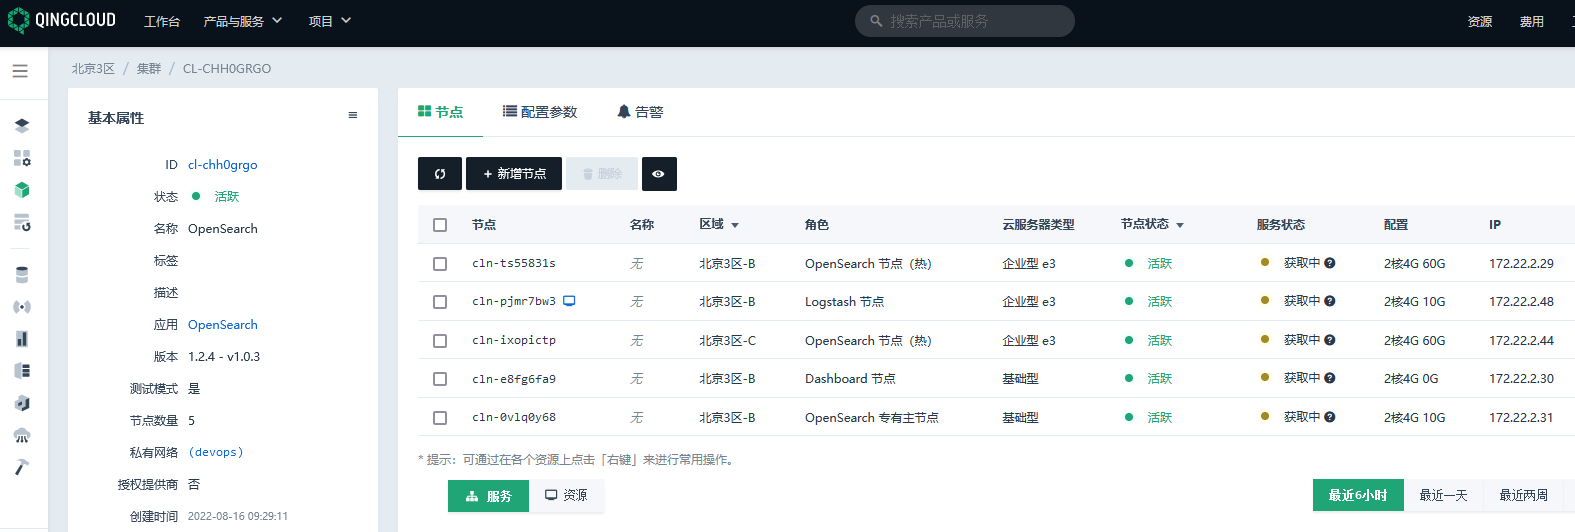 QINGCLOUD 工作台 产品与服务 项目 搜索产品或服务 资源 费用
北京3区 / 集群 / CL-CHH0GRGO
基本属性
ID cl-chh0grgo
状态 活跃
名称 OpenSearch
标签
描述
应用 OpenSearch
版本 1.2.4 - v1.0.3
测试模式 是
节点数量 5
私有网络 (devops)
授权提供商 否
创建时间 2022-08-16 09:29:11
节点 配置参数 告警
+ 新增节点 删除
节点 名称 区域 角色 云服务器类型 节点状态 服务状态 配置 IP
cln-ts55831s 无 北京3区-B OpenSearch 节点（热） 企业型 e3 活跃 获取中 2核4G 60G 172.22.2.29
cln-pjmr7bw3 无 北京3区-B Logstash 节点 企业型 e3 活跃 获取中 2核4G 10G 172.22.2.48
cln-ixopictp 无 北京3区-C OpenSearch 节点（热） 企业型 e3 活跃 获取中 2核4G 60G 172.22.2.44
cln-e8fg6fa9 无 北京3区-B Dashboard 节点 基础型 活跃 获取中 2核4G 0G 172.22.2.30
cln-0vlq0y68 无 北京3区-B OpenSearch 专有主节点 基础型 活跃 获取中 2核4G 10G 172.22.2.31
* 提示：可通过在各个资源上点击「右键」来进行常用操作。
服务 资源 最近6小时 最近一天 最近两周